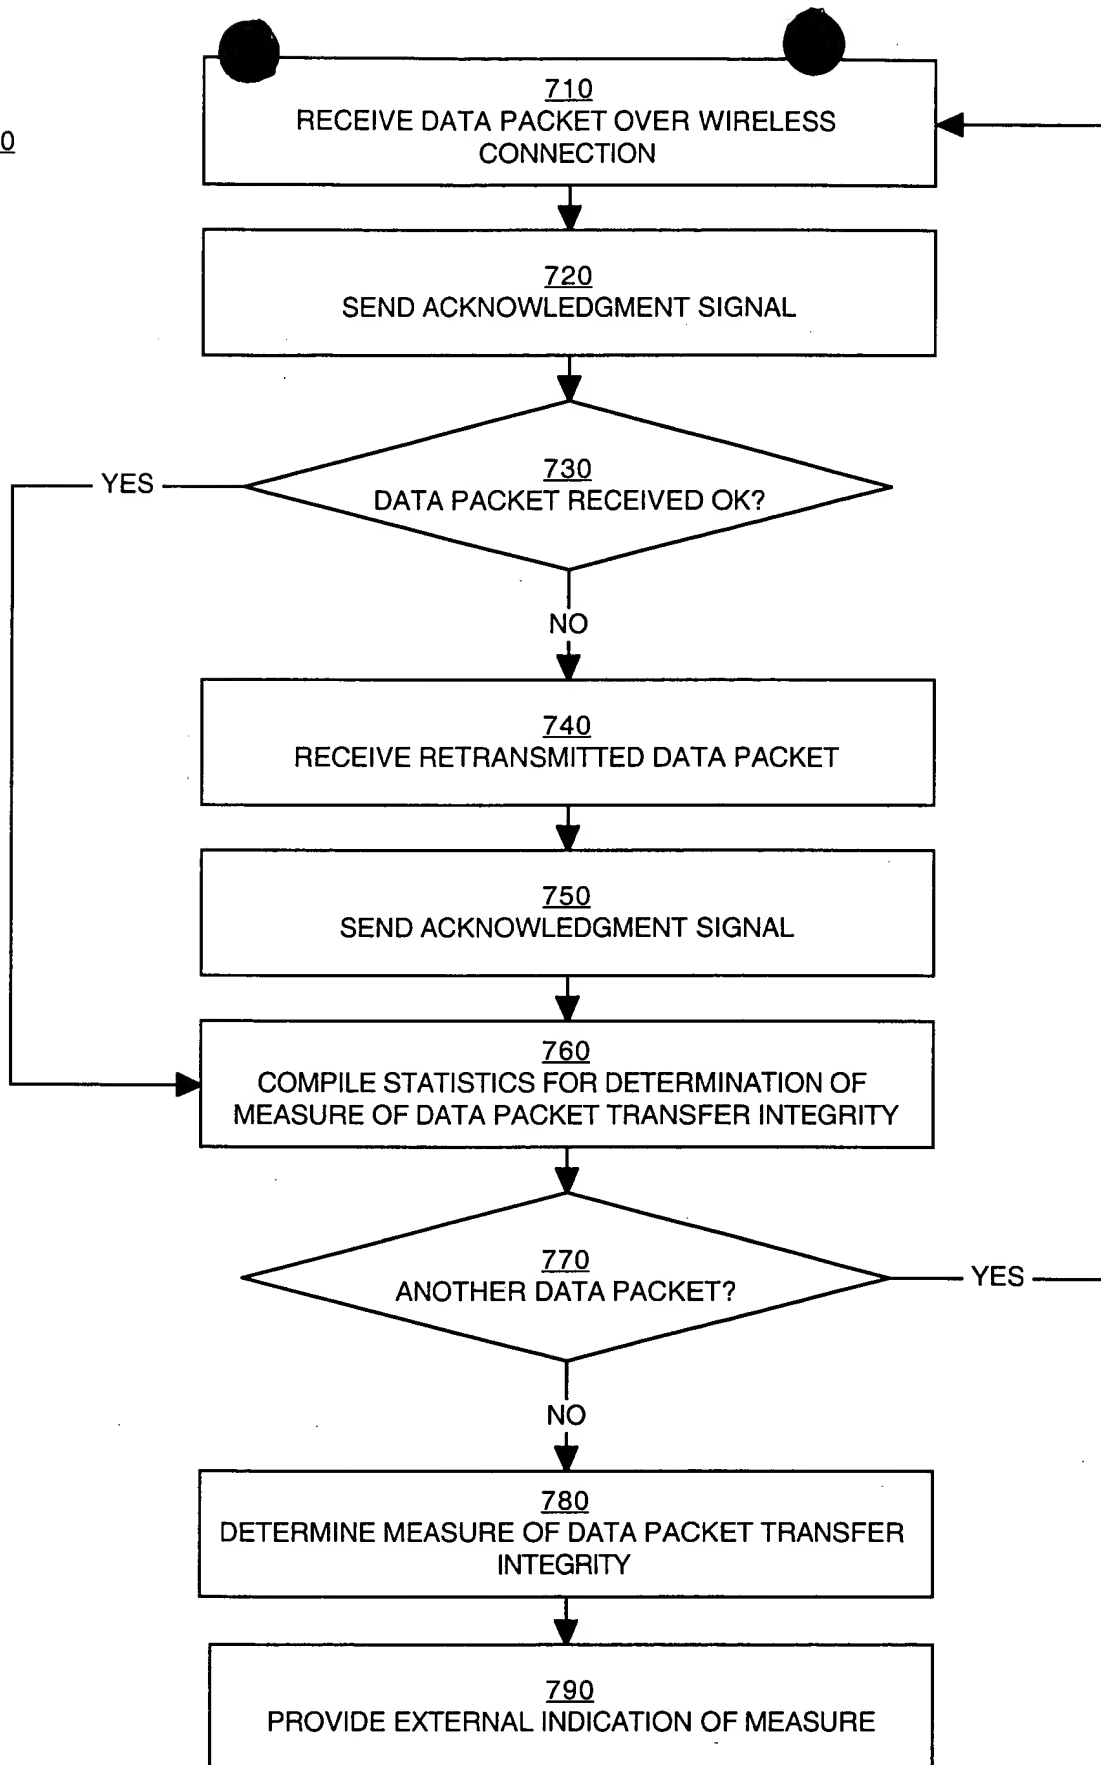 0
710
RECEIVE DATA PACKET OVER WIRELESS
CONNECTION
720
SEND ACKNOWLEDGMENT SIGNAL
730
DATA PACKET RECEIVED OK?
YES
NO
740
RECEIVE RETRANSMITTED DATA PACKET
750
SEND ACKNOWLEDGMENT SIGNAL
760
COMPILE STATISTICS FOR DETERMINATION OF
MEASURE OF DATA PACKET TRANSFER INTEGRITY
770
ANOTHER DATA PACKET?
YES
NO
780
DETERMINE MEASURE OF DATA PACKET TRANSFER
INTEGRITY
790
PROVIDE EXTERNAL INDICATION OF MEASURE